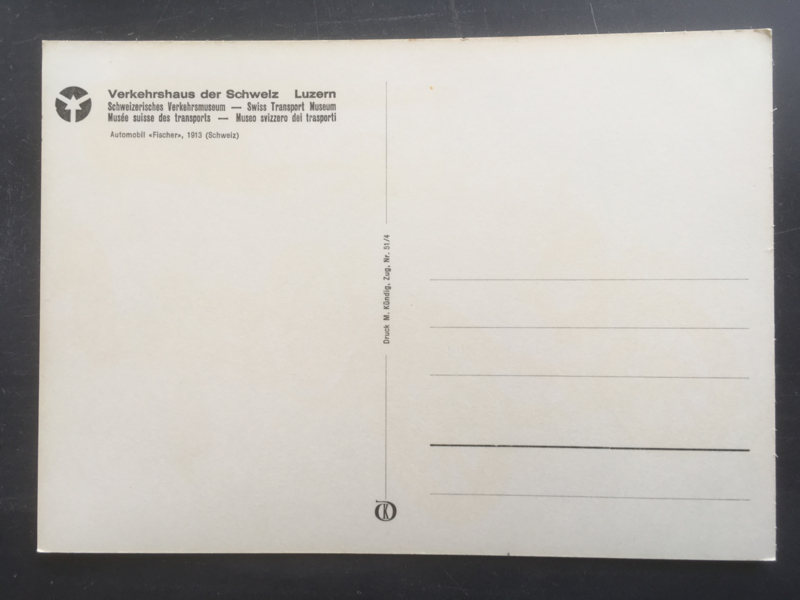 Verkehrshaus der Schweiz Luzern
Schweizerisches Verkehrsmuseum — Swiss Transport Museum
Musée suisse des transports — Museo svizzero dei trasporti
Automobil «Fischer», 1913 (Schweiz)
Druck M. Kündig, Zug, Nr. 51/4
K